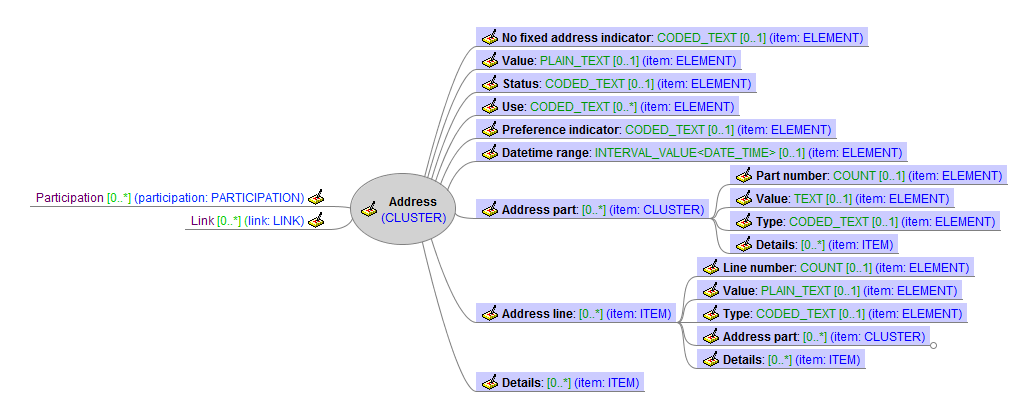 Address
(CLUSTER)
Participation [0..*] (participation: PARTICIPATION)
Link [0..*] (link: LINK)
No fixed address indicator: CODED_TEXT [0..1] (item: ELEMENT)
Value: PLAIN_TEXT [0..1] (item: ELEMENT)
Status: CODED_TEXT [0..1] (item: ELEMENT)
Use: CODED_TEXT [0..*] (item: ELEMENT)
Preference indicator: CODED_TEXT [0..1] (item: ELEMENT)
Datetime range: INTERVAL_VALUE<DATE_TIME> [0..1] (item: ELEMENT)
Address part: [0..*] (item: CLUSTER)
Part number: COUNT [0..1] (item: ELEMENT)
Value: TEXT [0..1] (item: ELEMENT)
Type: CODED_TEXT [0..1] (item: ELEMENT)
Details: [0..*] (item: ITEM)
Address line: [0..*] (item: ITEM)
Line number: COUNT [0..1] (item: ELEMENT)
Value: PLAIN_TEXT [0..1] (item: ELEMENT)
Type: CODED_TEXT [0..1] (item: ELEMENT)
Address part: [0..*] (item: CLUSTER)
Details: [0..*] (item: ITEM)
Details: [0..*] (item: ITEM)